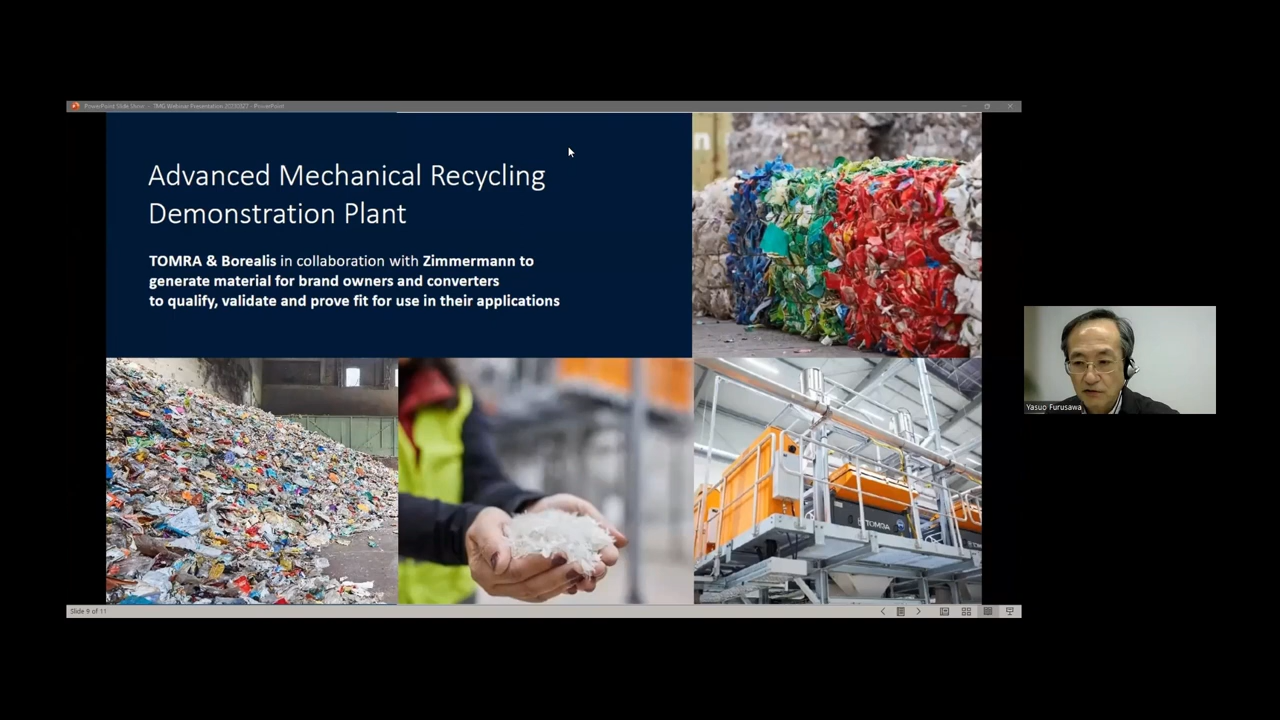 PowerPoint Slide Show - TMG Webinar Presentation 20230327 - PowerPoint
Advanced Mechanical Recycling
Demonstration Plant
TOMRA & Borealis in collaboration with Zimmermann to
generate material for brand owners and converters
to qualify, validate and prove fit for use in their applications
TOMRA
Yasuo Furusawa
Slide 9 of 11